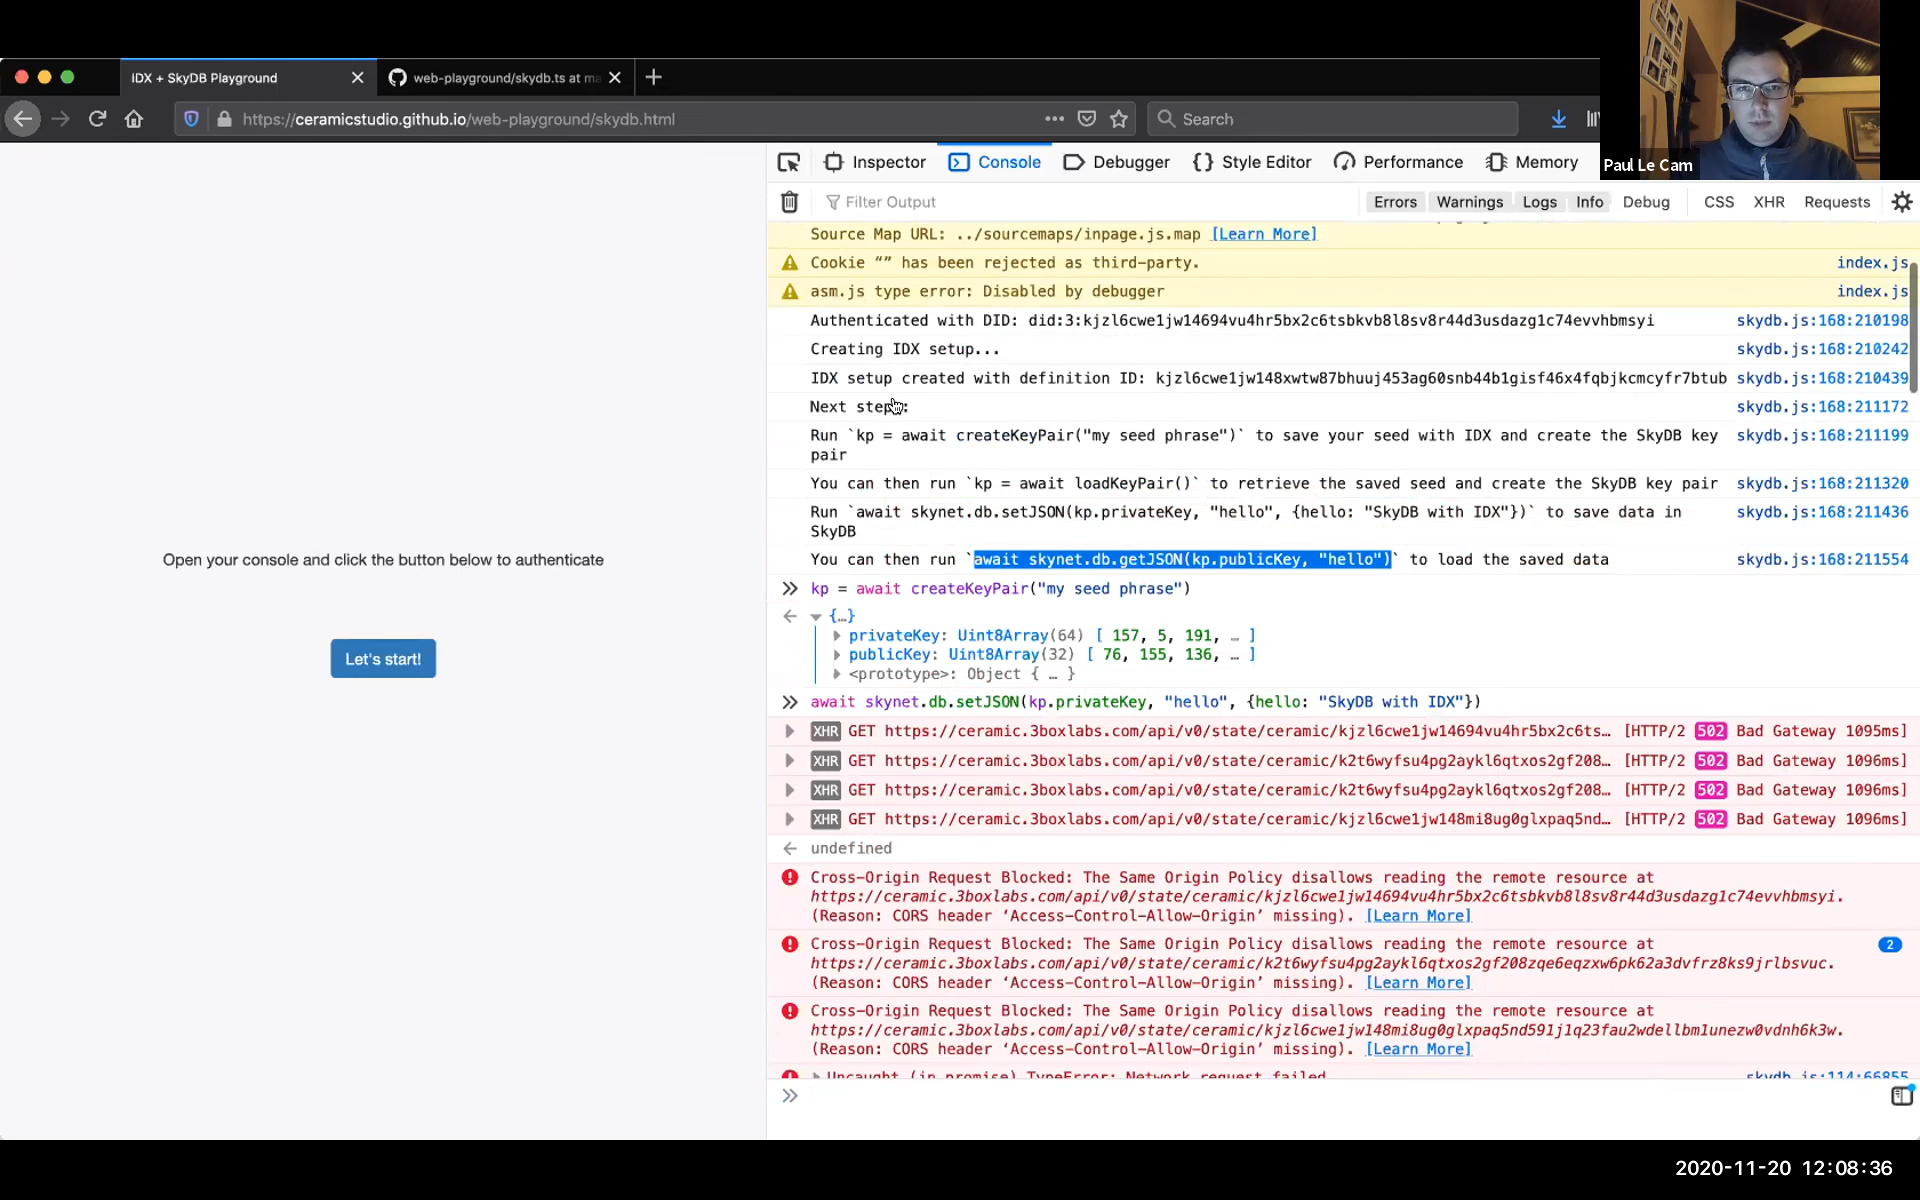 IDX + SkyDB Playground
web-playground/skydb.ts at ma
https://ceramicstudio.github.io/web-playground/skydb.html
Search
Paul Le Cam
Inspector
Console
Debugger
Style Editor
Performance
Memory
Filter Output
Errors
Warnings
Logs
Info
Debug
CSS
XHR
Requests
Source Map URL: ../sourcemaps/inpage.js.map [Learn More]
Cookie “” has been rejected as third-party. index.js
asm.js type error: Disabled by debugger index.js
Authenticated with DID: did:3:kjzl6cwe1jw14694vu4hr5bx2c6tsbkvb8l8sv8r44d3usdazg1c74evvhbmsyi skydb.js:168:210198
Creating IDX setup... skydb.js:168:210242
IDX setup created with definition ID: kjzl6cwe1jw148xwtw87bhuuj453ag60snb44b1gisf46x4fqbjkcmcyfr7btub skydb.js:168:210439
Next steps: skydb.js:168:211172
Run `kp = await createKeyPair("my seed phrase")` to save your seed with IDX and create the SkyDB key skydb.js:168:211199
pair
You can then run `kp = await loadKeyPair()` to retrieve the saved seed and create the SkyDB key pair skydb.js:168:211320
Run `await skynet.db.setJSON(kp.privateKey, "hello", {hello: "SkyDB with IDX"})` to save data in skydb.js:168:211436
SkyDB
You can then run `await skynet.db.getJSON(kp.publicKey, "hello")` to load the saved data skydb.js:168:211554
kp = await createKeyPair("my seed phrase")
{…}
privateKey: Uint8Array(64) [ 157, 5, 191, … ]
publicKey: Uint8Array(32) [ 76, 155, 136, … ]
<prototype>: Object { … }
await skynet.db.setJSON(kp.privateKey, "hello", {hello: "SkyDB with IDX"})
XHR GET https://ceramic.3boxlabs.com/api/v0/state/ceramic/kjzl6cwe1jw14694vu4hr5bx2c6ts… [HTTP/2 502 Bad Gateway 1095ms]
XHR GET https://ceramic.3boxlabs.com/api/v0/state/ceramic/k2t6wyfsu4pg2aykl6qtxos2gf208… [HTTP/2 502 Bad Gateway 1096ms]
XHR GET https://ceramic.3boxlabs.com/api/v0/state/ceramic/k2t6wyfsu4pg2aykl6qtxos2gf208… [HTTP/2 502 Bad Gateway 1096ms]
XHR GET https://ceramic.3boxlabs.com/api/v0/state/ceramic/kjzl6cwe1jw148mi8ug0glxpaq5nd… [HTTP/2 502 Bad Gateway 1096ms]
undefined
Cross-Origin Request Blocked: The Same Origin Policy disallows reading the remote resource at
https://ceramic.3boxlabs.com/api/v0/state/ceramic/kjzl6cwe1jw14694vu4hr5bx2c6tsbkvb8l8sv8r44d3usdazg1c74evvhbmsyi.
(Reason: CORS header ‘Access-Control-Allow-Origin’ missing). [Learn More]
Cross-Origin Request Blocked: The Same Origin Policy disallows reading the remote resource at 2
https://ceramic.3boxlabs.com/api/v0/state/ceramic/k2t6wyfsu4pg2aykl6qtxos2gf208zqe6eqzxw6pk62a3dvfrz8ks9jrlbsvuc.
(Reason: CORS header ‘Access-Control-Allow-Origin’ missing). [Learn More]
Cross-Origin Request Blocked: The Same Origin Policy disallows reading the remote resource at
https://ceramic.3boxlabs.com/api/v0/state/ceramic/kjzl6cwe1jw148mi8ug0glxpaq5nd591j1q23fau2wdellbm1unezw0vdnh6k3w.
(Reason: CORS header ‘Access-Control-Allow-Origin’ missing). [Learn More]
Uncaught (in promise) TypeError: Network request failed skydb.js:114:66855
Open your console and click the button below to authenticate
Let's start!
2020-11-20 12:08:36